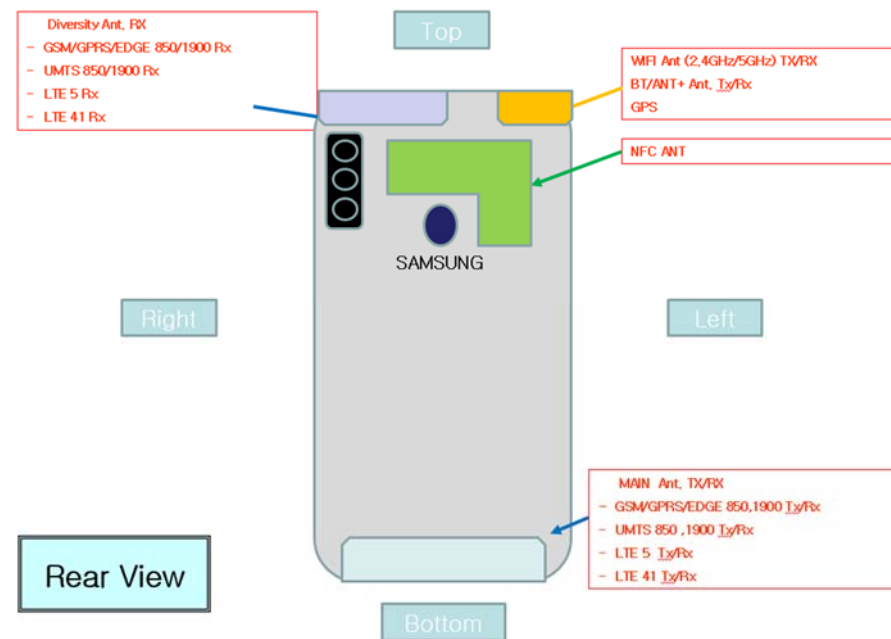 Diversity Ant, RX
- GSM/GPRS/EDGE 850/1900 Rx
- UMTS 850/1900 Rx
- LTE 5 Rx
- LTE 41 Rx
Top
WIFI Ant (2,4GHz/5GHz) TX/RX
BT/ANT+ Ant, Tx/Rx
GPS
NFC ANT
SAMSUNG
Right
Left
MAIN Ant, TX/RX
- GSM/GPRS/EDGE 850,1900 Tx/Rx
- UMTS 850 ,1900 Tx/Rx
- LTE 5 Tx/Rx
- LTE 41 Tx/Rx
Rear View
Bottom